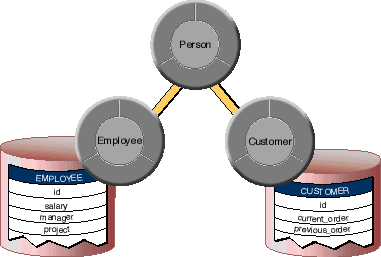 Person
Employee
Customer
EMPLOYEE
id
salary
manager
project
CUSTOMER
id
current_order
previous_order